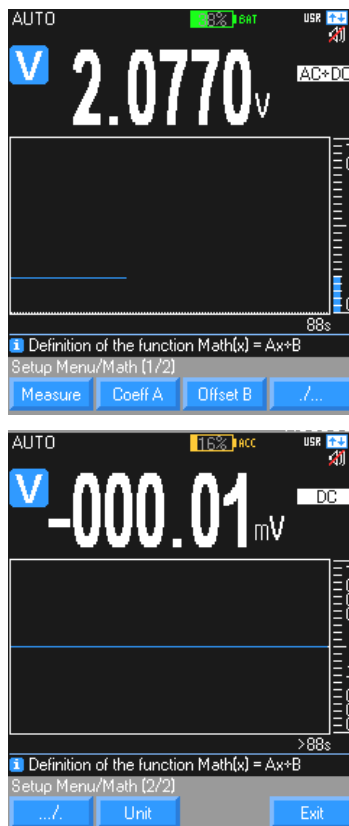 AUTO 8% BAT USR
V 2.0770 V AC+DC
88s
i Definition of the function Math(x) = Ax+B
Setup Menu/Math (1/2)
Measure Coeff A Offset B ./...
AUTO 16% ACC USR
V -000.01 mV DC
>88s
i Definition of the function Math(x) = Ax+B
Setup Menu/Math (2/2)
.../. Unit Exit